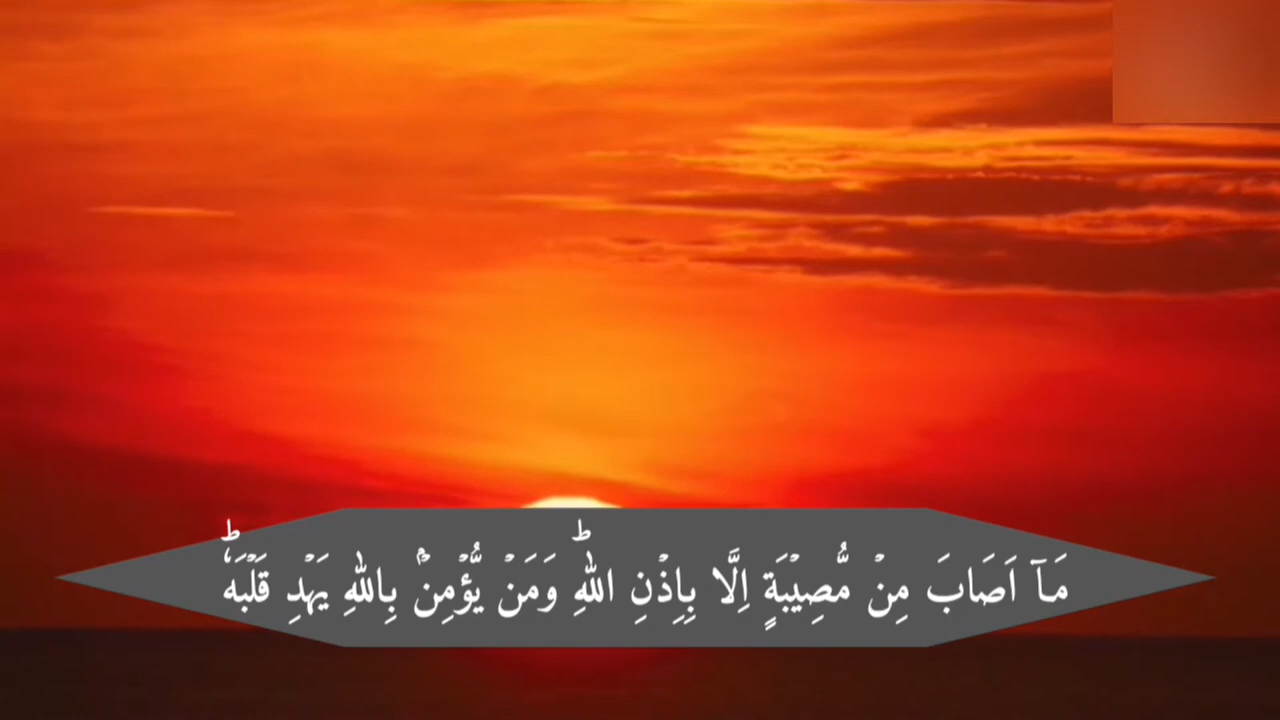 مَاۤ اَصَابَ مِنۡ مُّصِيۡبَةٍ اِلَّا بِاِذۡنِ اللّٰهِ​ؕ وَمَنۡ يُّؤۡمِنۡۢ بِاللّٰهِ يَهۡدِ قَلۡبَهٗ​ؕ